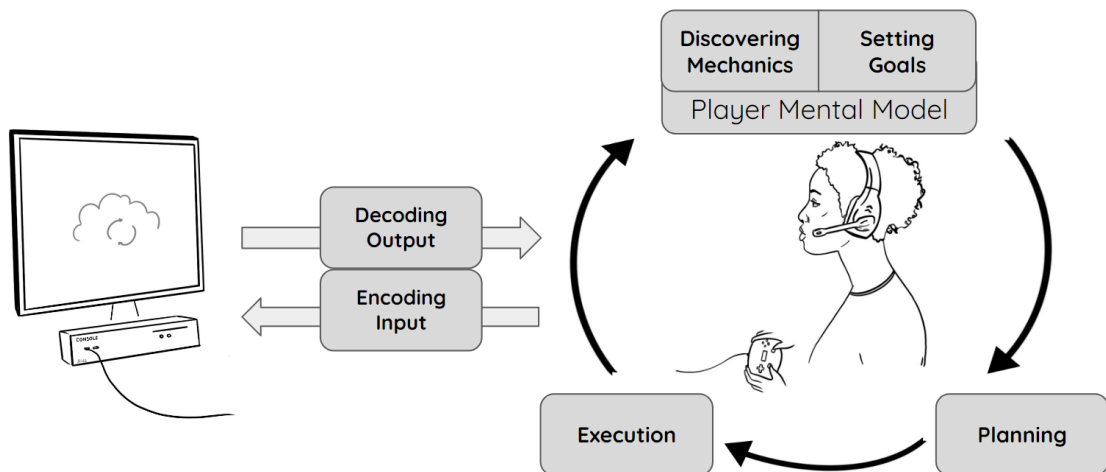 Discovering
Mechanics
Setting
Goals
Player Mental Model
Decoding
Output
Encoding
Input
CONSOLE
Execution
Planning